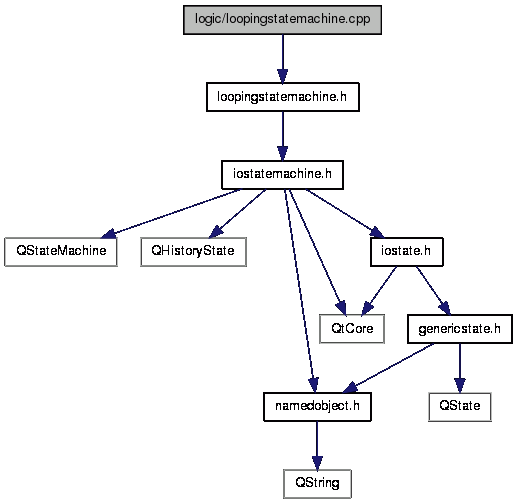 logic/loopingstatemachine.cpp
loopingstatemachine.h
iostatemachine.h
QStateMachine
QHistoryState
iostate.h
QtCore
genericstate.h
namedobject.h
QState
QString